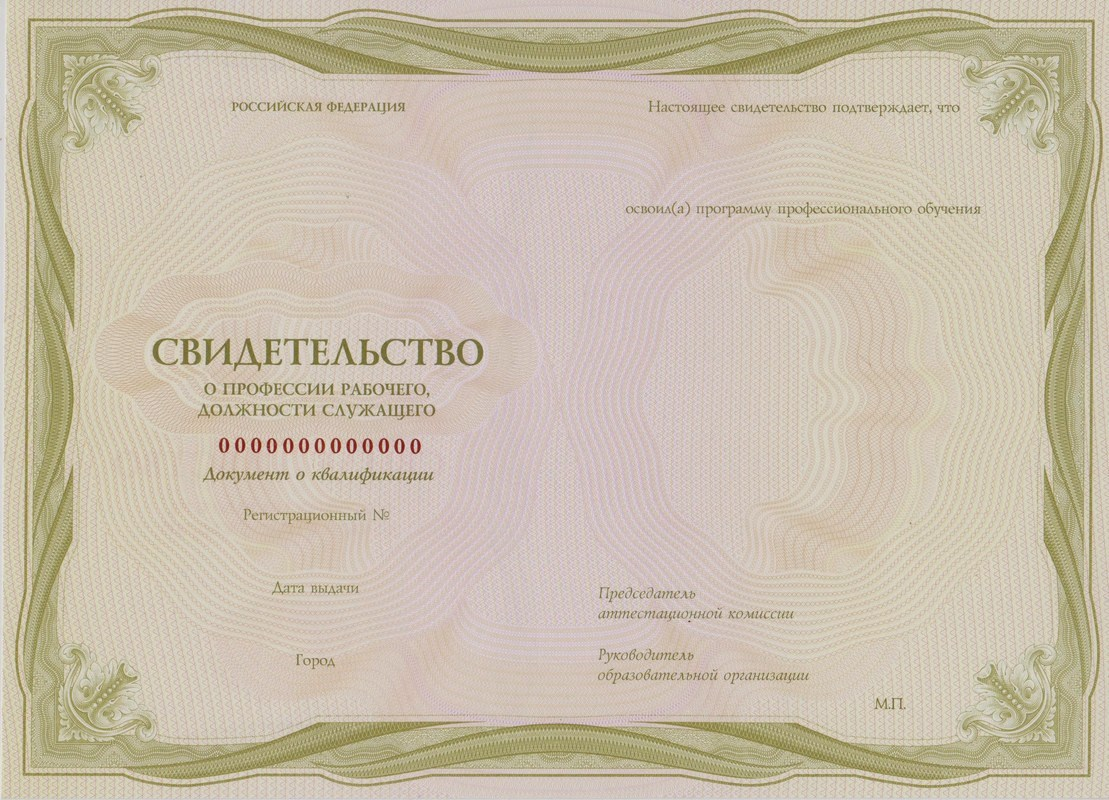 РОССИЙСКАЯ ФЕДЕРАЦИЯ
СВИДЕТЕЛЬСТВО
О ПРОФЕССИИ РАБОЧЕГО,
ДОЛЖНОСТИ СЛУЖАЩЕГО
0000000000000
Документ о квалификации
Регистрационный №
Дата выдачи
Город
Настоящее свидетельство подтверждает, что
освоил(а) программу профессионального обучения
Председатель
аттестационной комиссии
Руководитель
образовательной организации
М.П.